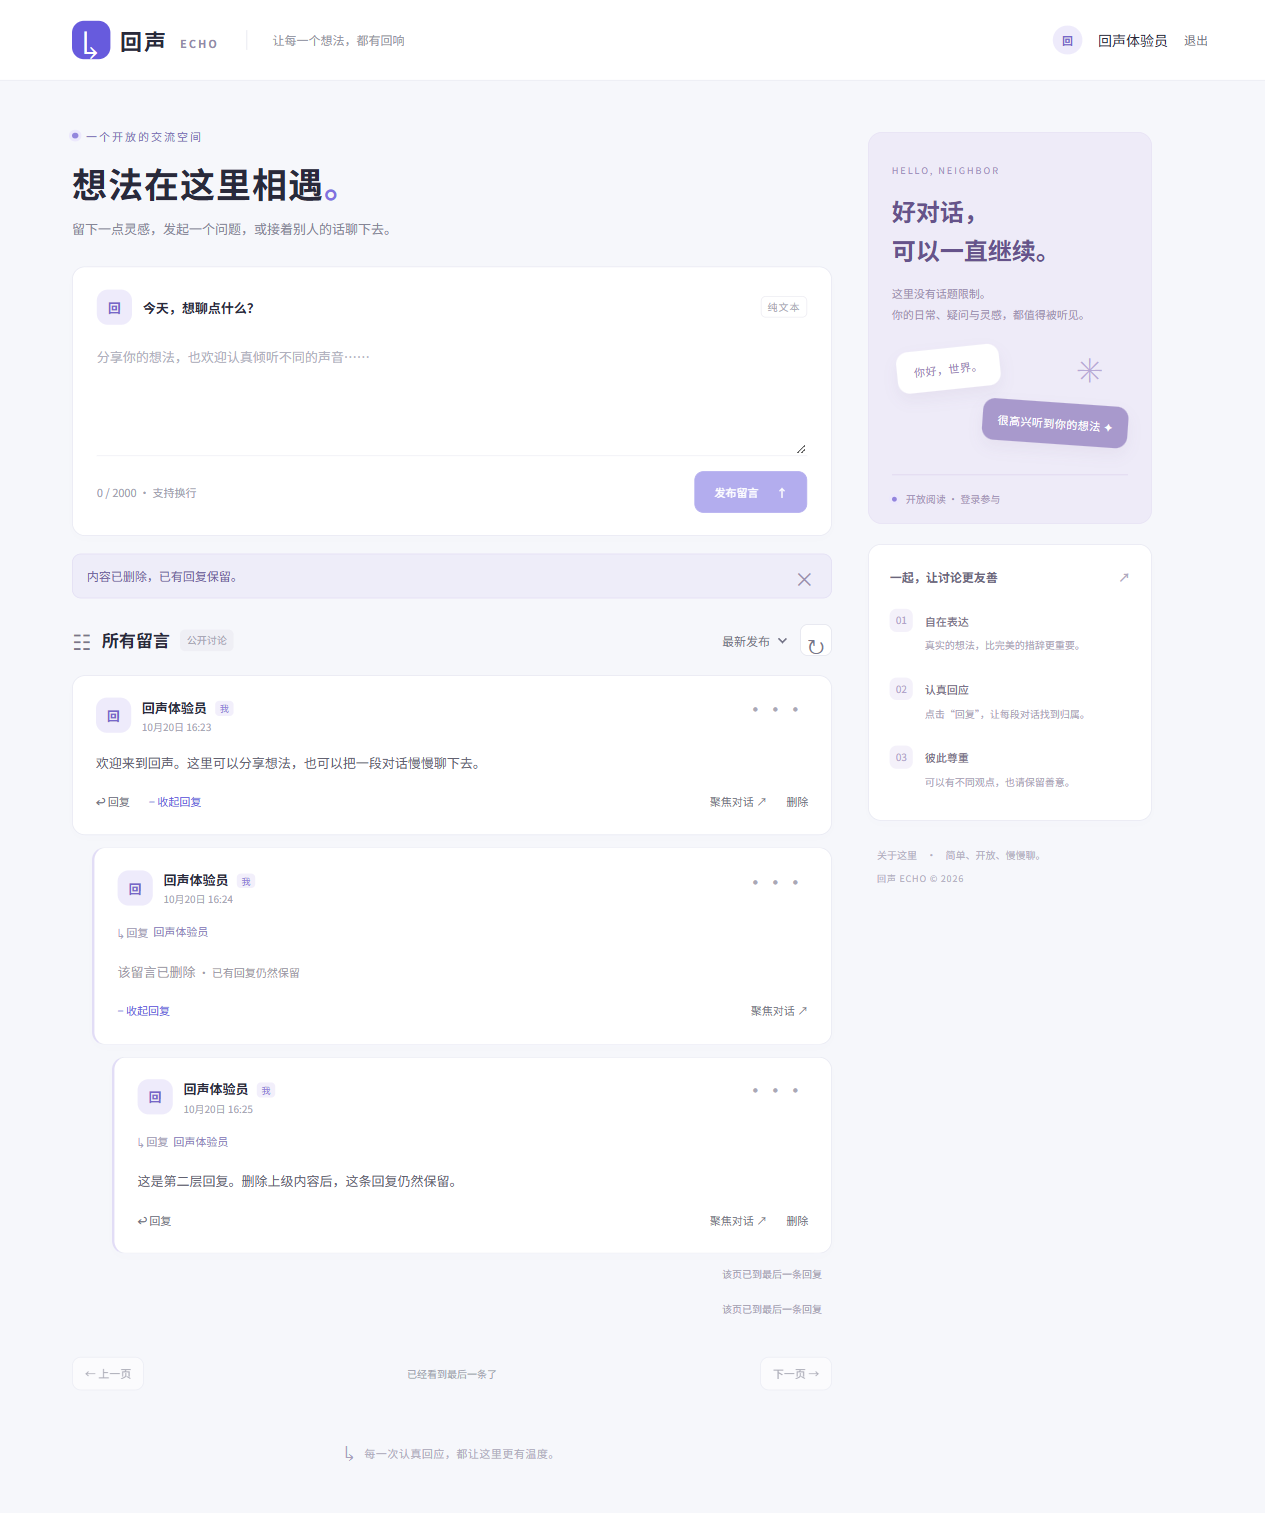 回声 ECHO 让每一个想法，都有回响
回 回声体验员 退出
一个开放的交流空间
想法在这里相遇。
留下一点灵感，发起一个问题，或接着别人的话聊下去。
回 今天，想聊点什么？ 纯文本
分享你的想法，也欢迎认真倾听不同的声音……
0 / 2000 · 支持换行 发布留言 ↑
内容已删除，已有回复保留。 ×
所有留言 公开讨论 最新发布 ↻
回 回声体验员 我
10月20日 16:23
欢迎来到回声。这里可以分享想法，也可以把一段对话慢慢聊下去。
↩ 回复 − 收起回复 聚焦对话 ↗ 删除
回 回声体验员 我
10月20日 16:24
↳ 回复 回声体验员
该留言已删除 · 已有回复仍然保留
− 收起回复 聚焦对话 ↗
回 回声体验员 我
10月20日 16:25
↳ 回复 回声体验员
这是第二层回复。删除上级内容后，这条回复仍然保留。
↩ 回复 聚焦对话 ↗ 删除
该页已到最后一条回复
该页已到最后一条回复
← 上一页 已经看到最后一条了 下一页 →
↳ 每一次认真回应，都让这里更有温度。
HELLO, NEIGHBOR
好对话，
可以一直继续。
这里没有话题限制。
你的日常、疑问与灵感，都值得被听见。
你好，世界。
很高兴听到你的想法 ✦
开放阅读 · 登录参与
一起，让讨论更友善 ↗
01 自在表达
真实的想法，比完美的措辞更重要。
02 认真回应
点击“回复”，让每段对话找到归属。
03 彼此尊重
可以有不同观点，也请保留善意。
关于这里 · 简单、开放、慢慢聊。
回声 ECHO © 2026